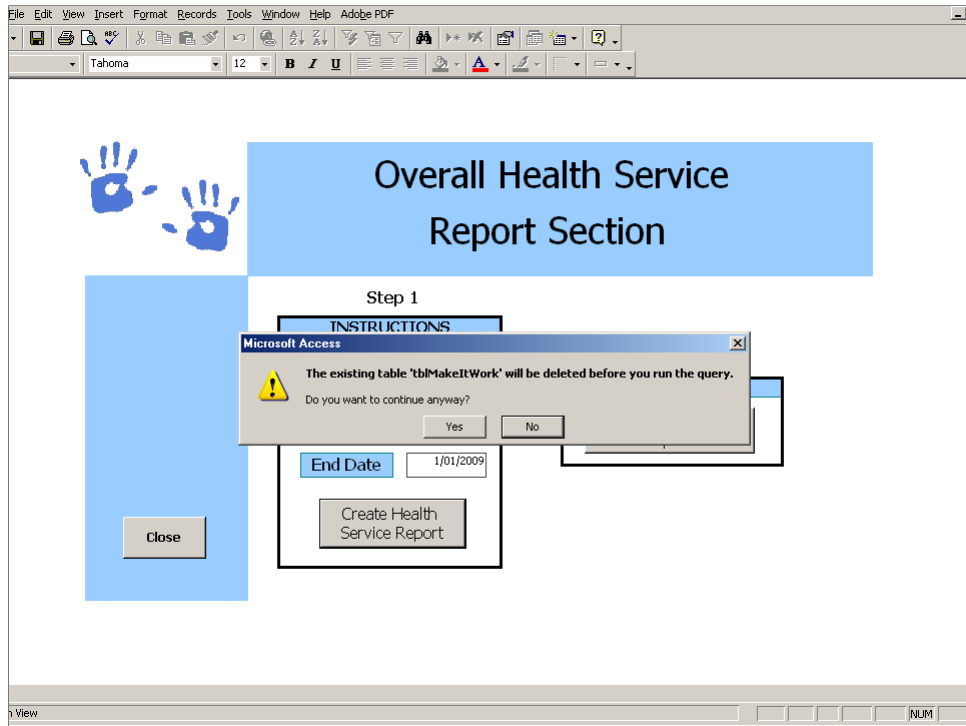 File Edit View Insert Format Records Tools Window Help Adobe PDF
Tahoma 12 B I U A
Overall Health Service
Report Section
Step 1
INSTRUCTIONS
Microsoft Access
The existing table 'tblMakeItWork' will be deleted before you run the query.
Do you want to continue anyway?
Yes No
End Date 1/01/2009
Create Health
Service Report
Close
View
NUM